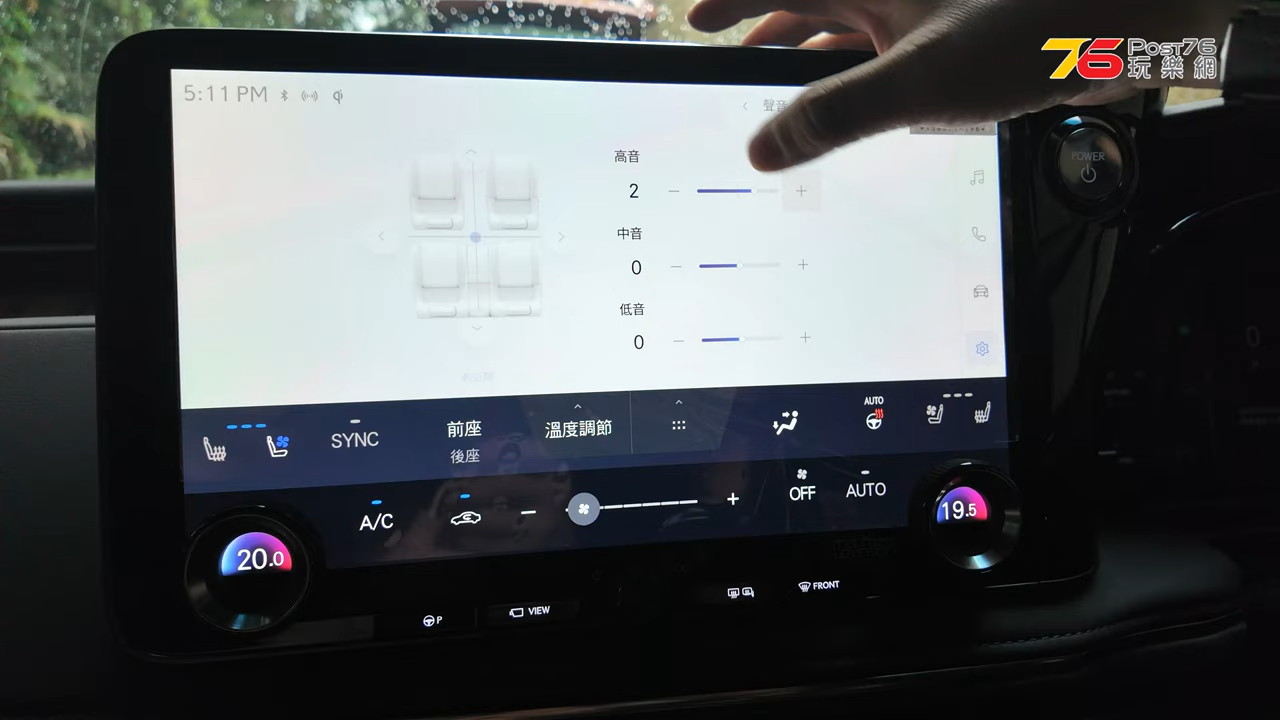 76 Post76
玩樂網
5:11 PM
聲音
POWER
高音
2
中音
0
低音
0
SYNC
前座
後座
溫度調節
AUTO
A/C
OFF
AUTO
20.0
19.5
P
VIEW
FRONT